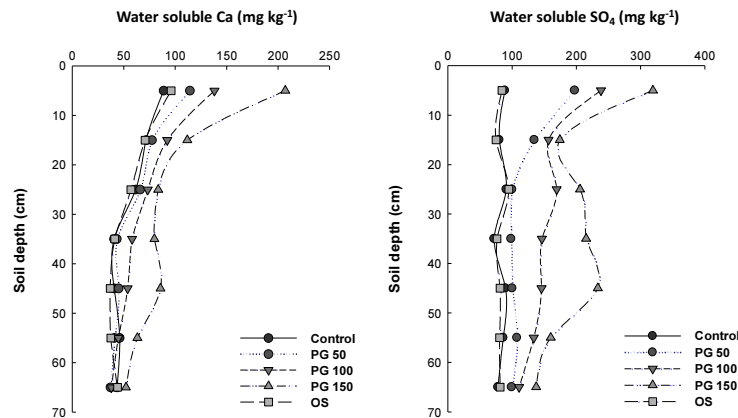 Water soluble Ca (mg kg⁻¹)
0 50 100 150 200 250
0
10
20
30
40
50
60
70
Soil depth (cm)
Control
PG 50
PG 100
PG 150
OS
Water soluble SO₄ (mg kg⁻¹)
0 100 200 300 400
0
10
20
30
40
50
60
70
Soil depth (cm)
Control
PG 50
PG 100
PG 150
OS